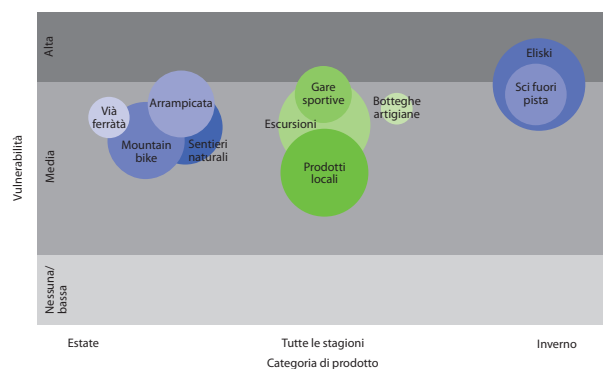 Vulnerabilità
Alta
Media
Nessuna/
bassa
Vià
ferràtà
Arrampicata
Mountain
bike
Sentieri
naturali
Gare
sportive
Escursioni
Botteghe
artigiane
Prodotti
locali
Eliski
Sci fuori
pista
Estate
Tutte le stagioni
Inverno
Categoria di prodotto